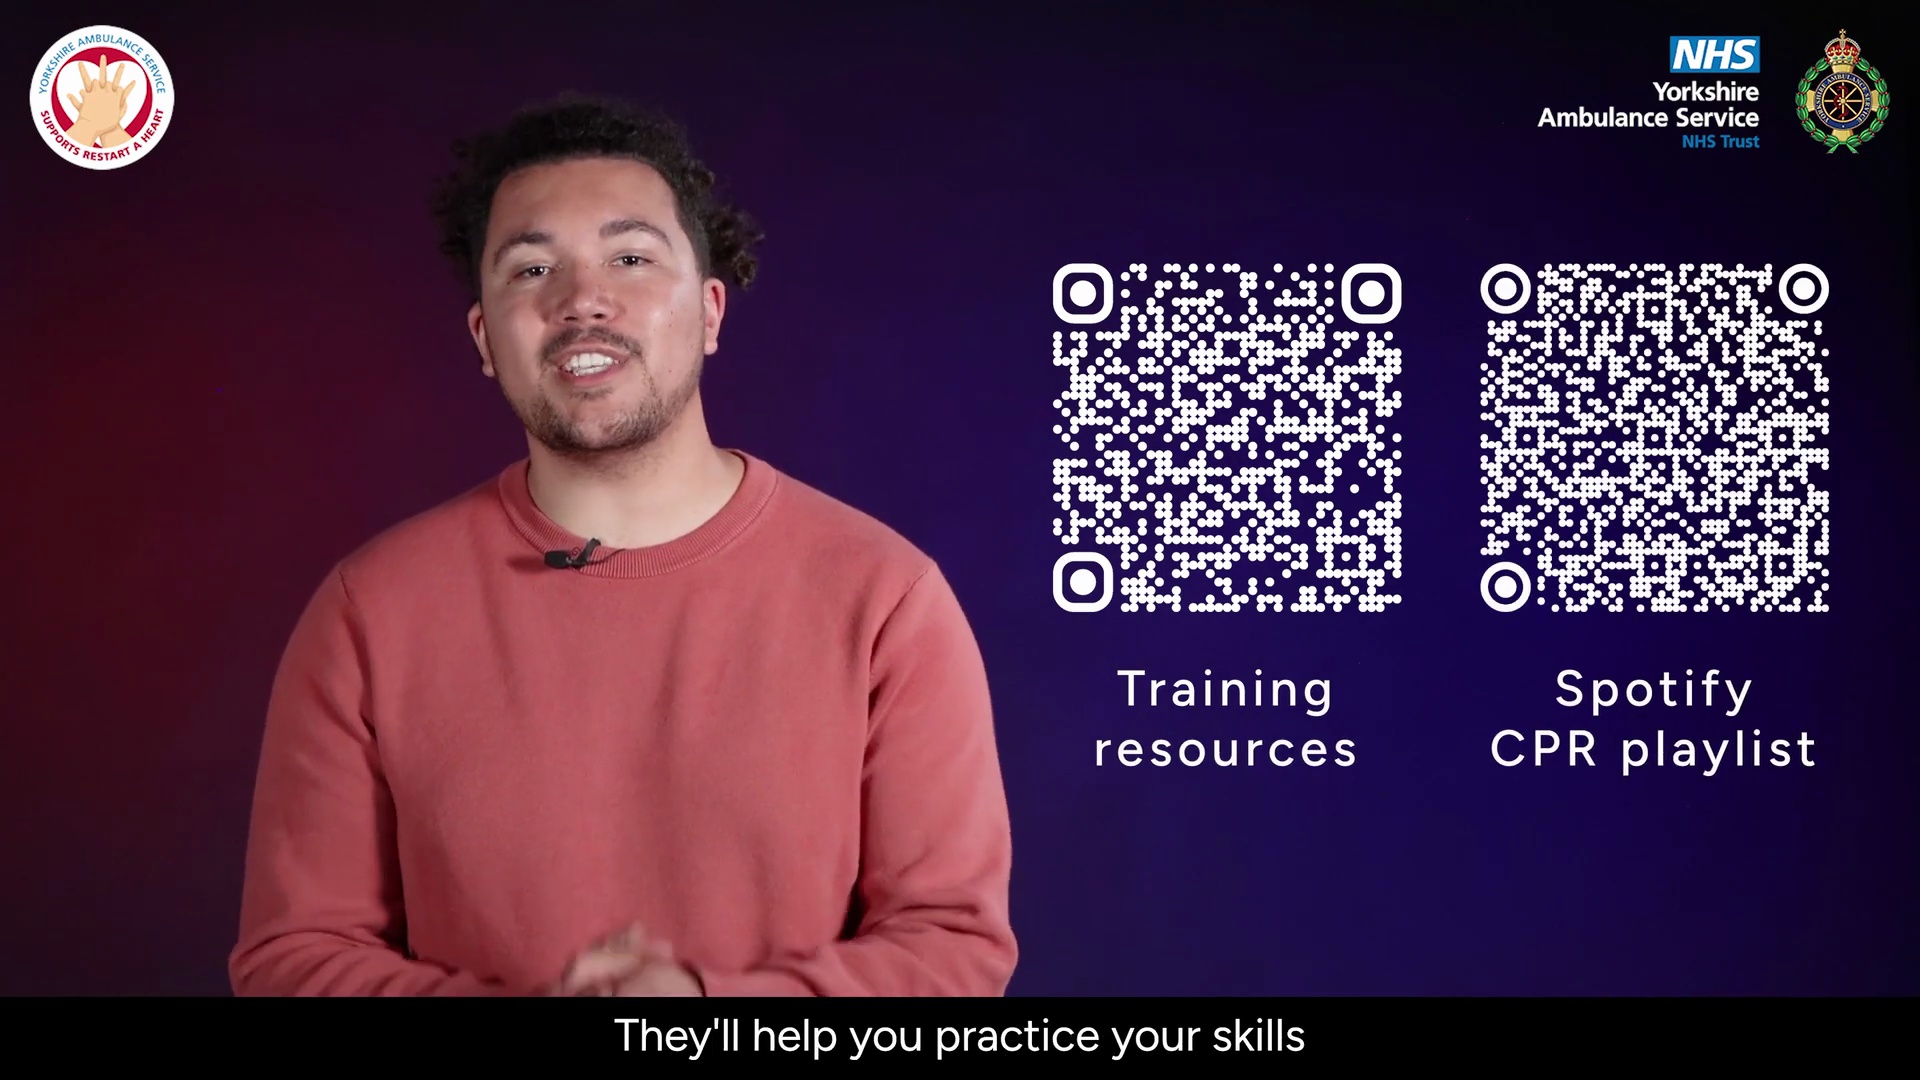 YORKSHIRE AMBULANCE SERVICE
SUPPORTS RESTART A HEART
NHS
Yorkshire
Ambulance Service
NHS Trust
Training
resources
Spotify
CPR playlist
They'll help you practice your skills